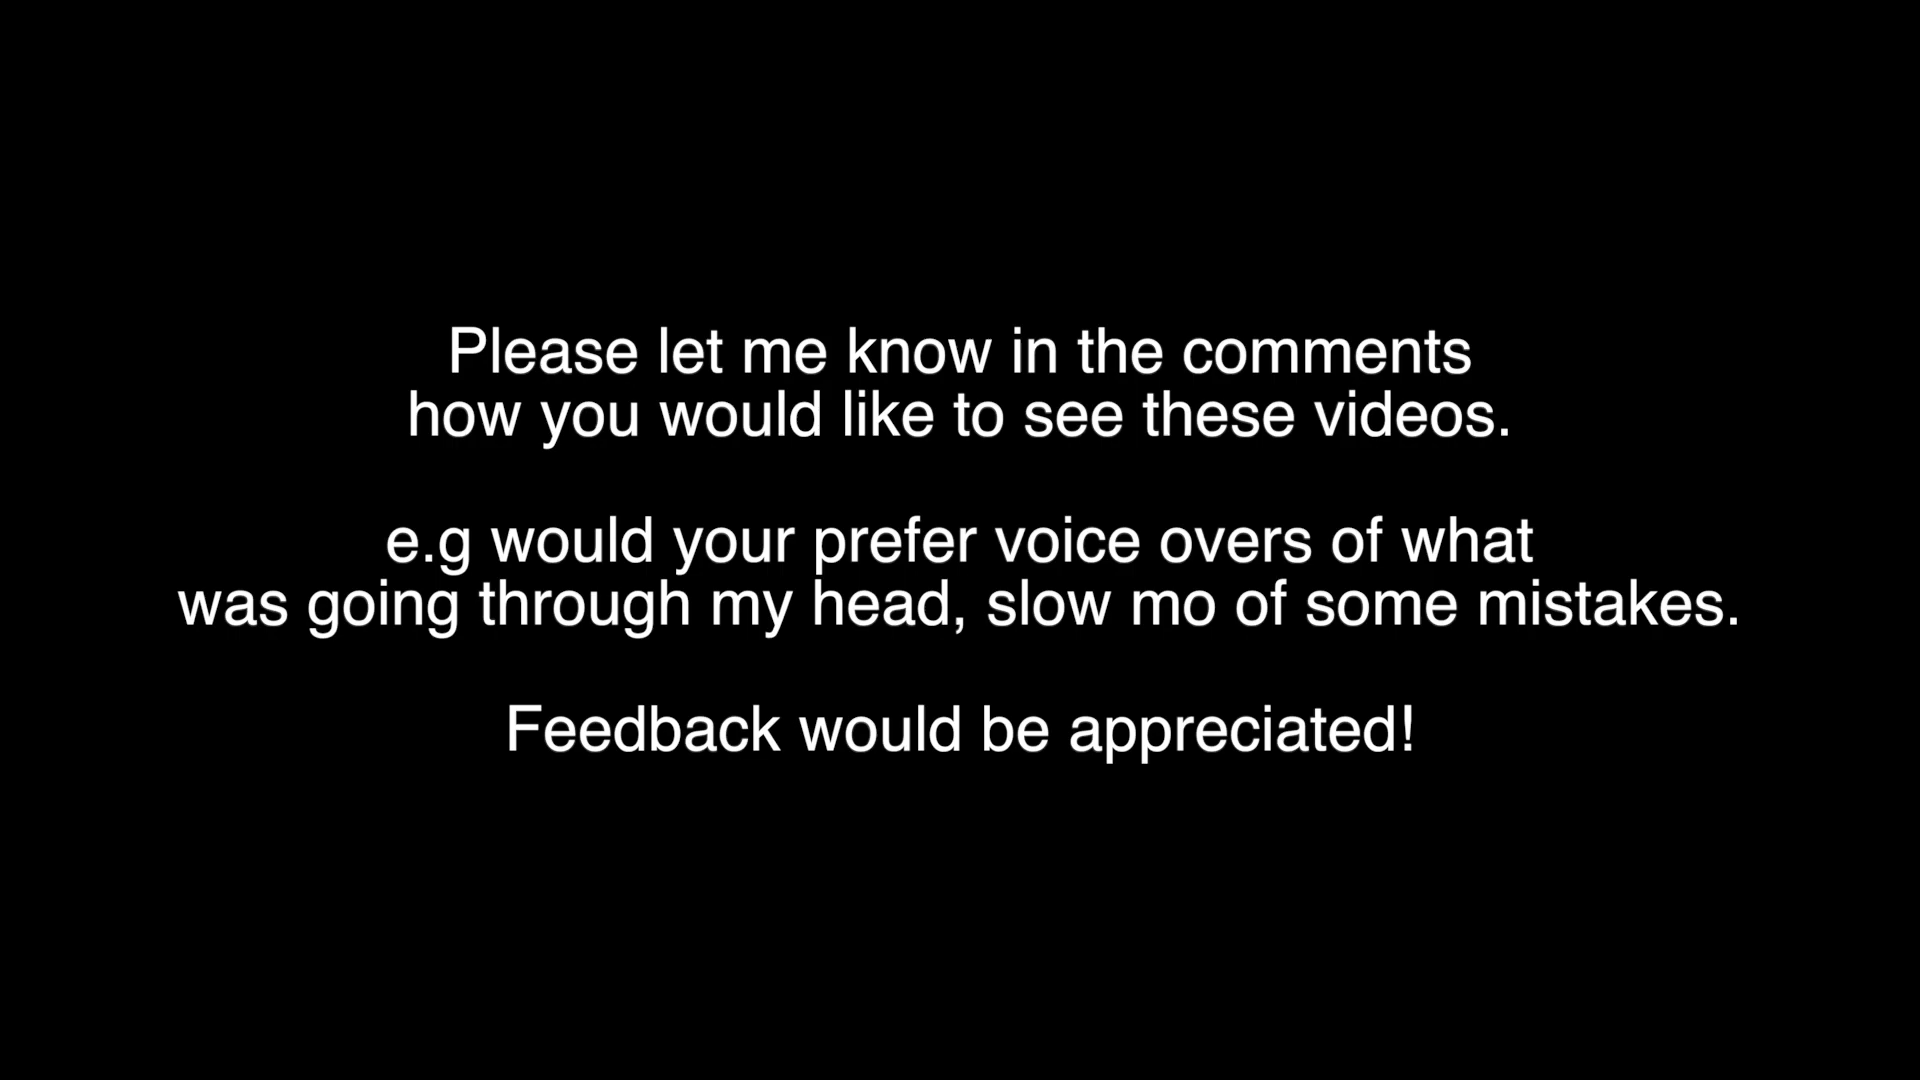 Please let me know in the comments
how you would like to see these videos.
e.g would your prefer voice overs of what
was going through my head, slow mo of some mistakes.
Feedback would be appreciated!